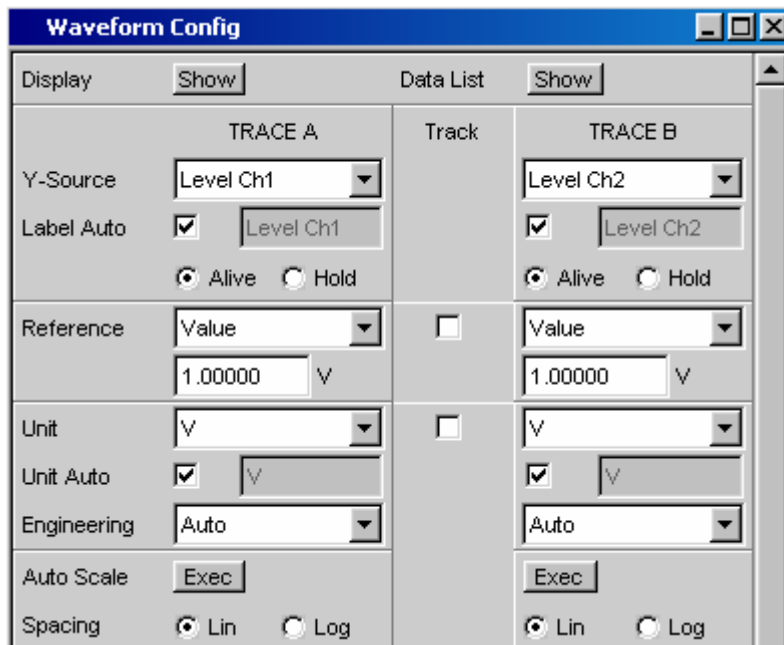 Waveform Config
Display Show Data List Show
TRACE A Track TRACE B
Y-Source Level Ch1 Level Ch2
Label Auto Level Ch1 Level Ch2
Alive Hold Alive Hold
Reference Value Value
1.00000 V 1.00000 V
Unit V V
Unit Auto V V
Engineering Auto Auto
Auto Scale Exec Exec
Spacing Lin Log Lin Log